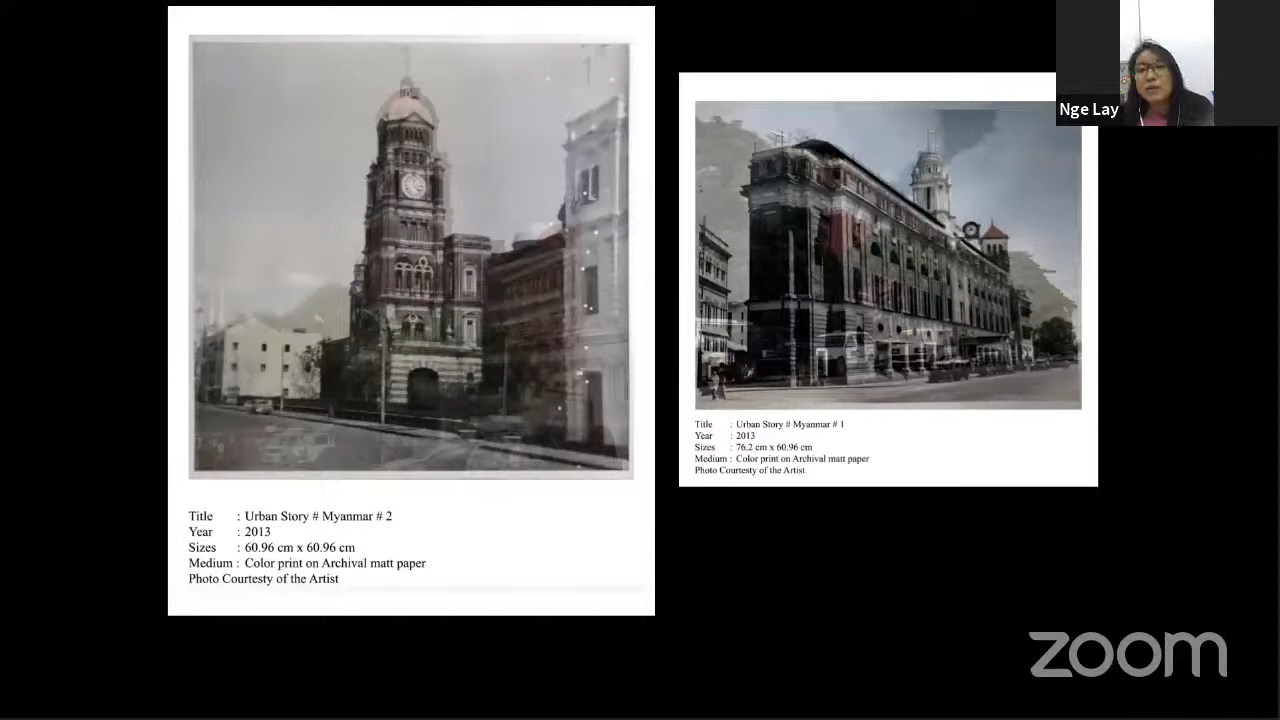 Nge Lay
Title : Urban Story # Myanmar # 1
Year : 2013
Sizes : 76.2 cm x 60.96 cm
Medium : Color print on Archival matt paper
Photo Courtesty of the Artist
Title : Urban Story # Myanmar # 2
Year : 2013
Sizes : 60.96 cm x 60.96 cm
Medium : Color print on Archival matt paper
Photo Courtesty of the Artist
zoom